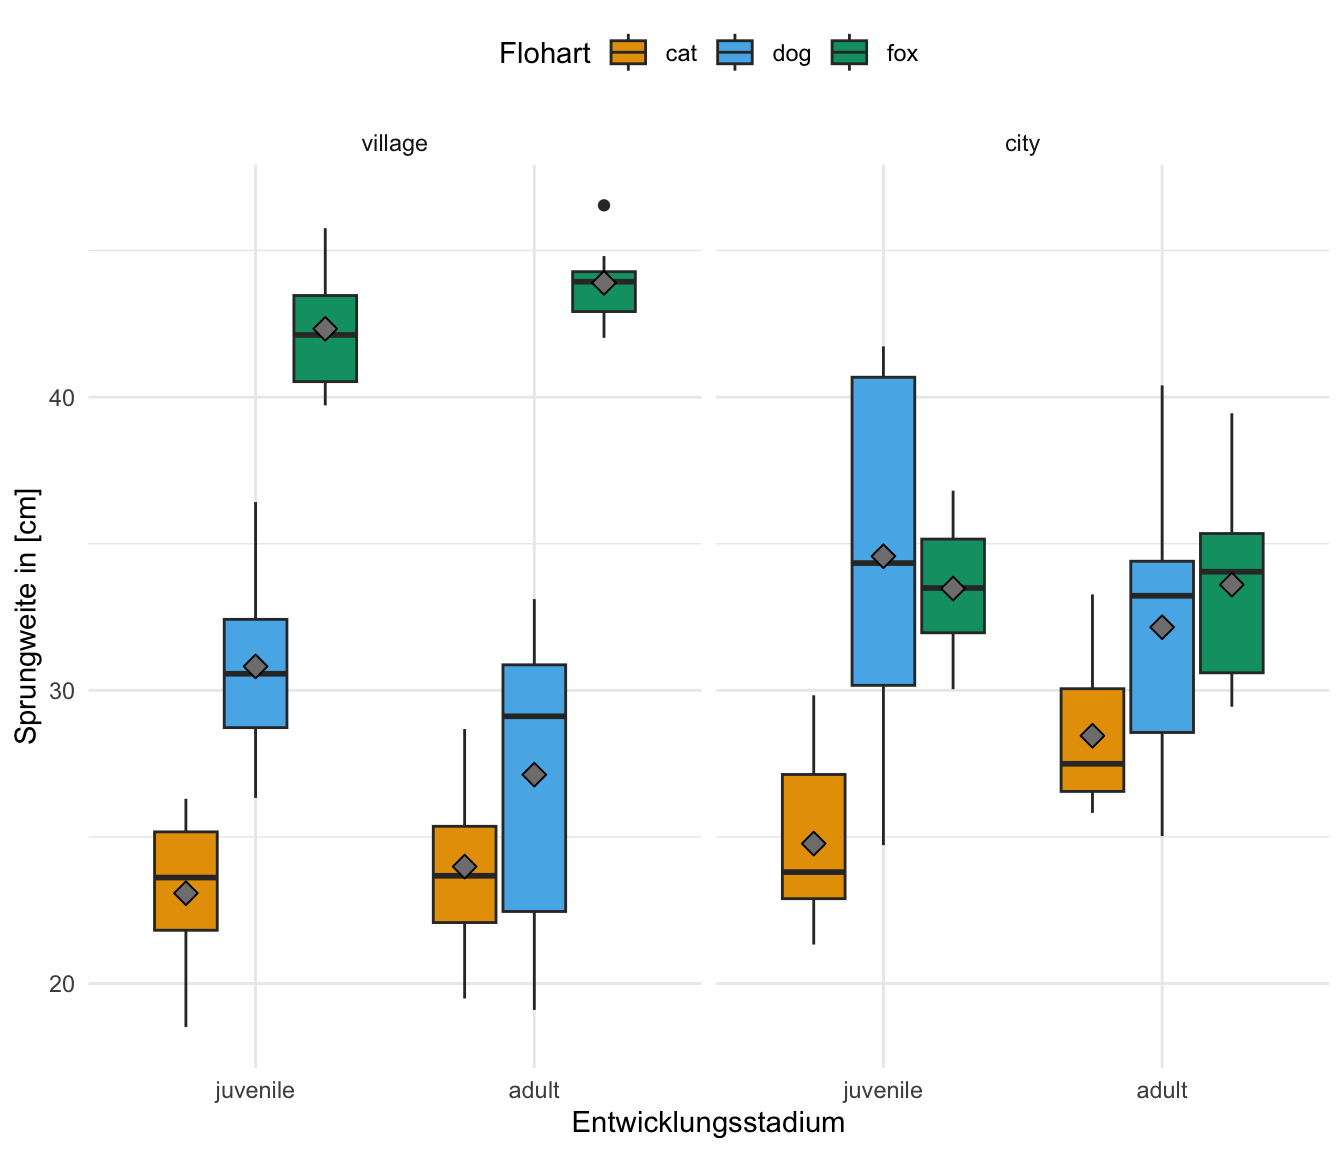 Flohart cat dog fox
village city
Sprungweite in [cm]
40
30
20
juvenile adult juvenile adult
Entwicklungsstadium